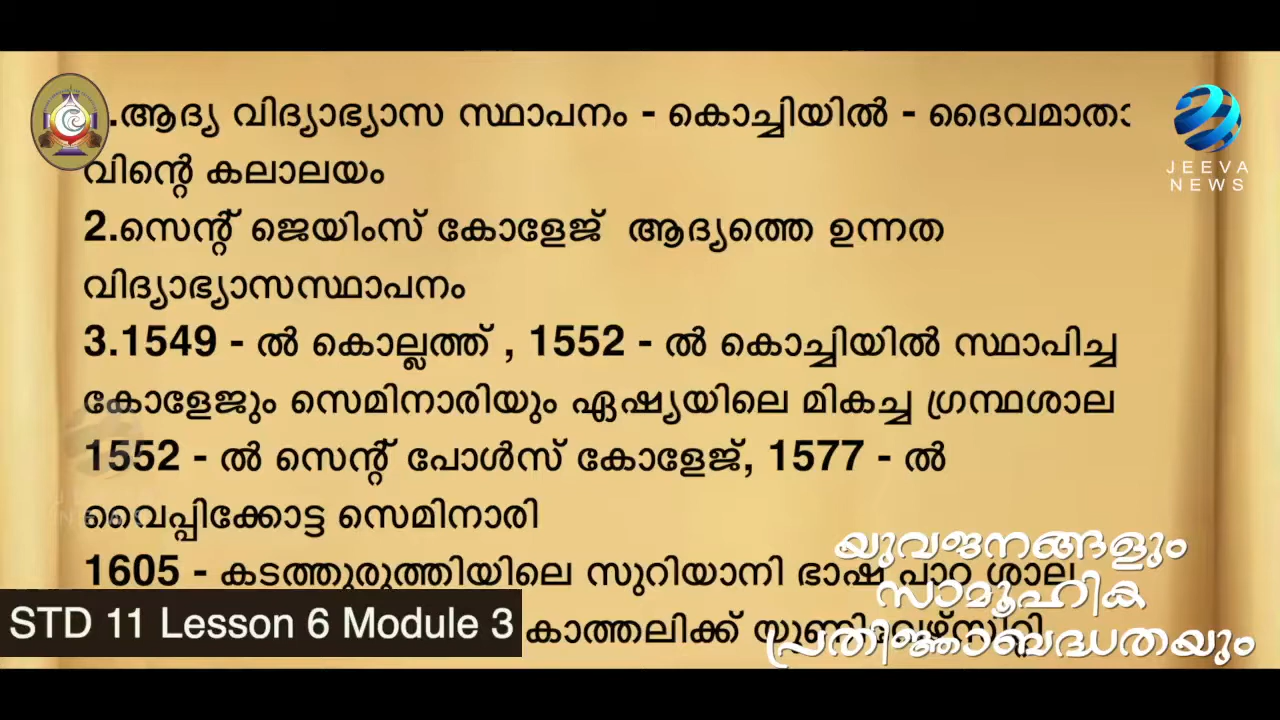 .ആദ്യ വിദ്യാഭ്യാസ സ്ഥാപനം - കൊച്ചിയിൽ - ദൈവമാതാ
വിന്റെ കലാലയം
2.സെന്റ് ജെയിംസ് കോളേജ് ആദ്യത്തെ ഉന്നത
വിദ്യാഭ്യാസസ്ഥാപനം
3.1549 - ൽ കൊല്ലത്ത് , 1552 - ൽ കൊച്ചിയിൽ സ്ഥാപിച്ച
കോളേജും സെമിനാരിയും ഏഷ്യയിലെ മികച്ച ഗ്രന്ഥശാല
1552 - ൽ സെന്റ് പോൾസ് കോളേജ്, 1577 - ൽ
വൈപ്പിക്കോട്ട സെമിനാരി
1605 - കടത്തുരുത്തിയിലെ സുറിയാനി ഭാഷ പാഠ ശാല
കാത്തലിക്ക് യൂണിവേഴ്സിറ്റി
JEEVA
NEWS
യുവജനങ്ങളും
സാമൂഹിക
പ്രതിജ്ഞാബദ്ധതയും
STD 11 Lesson 6 Module 3